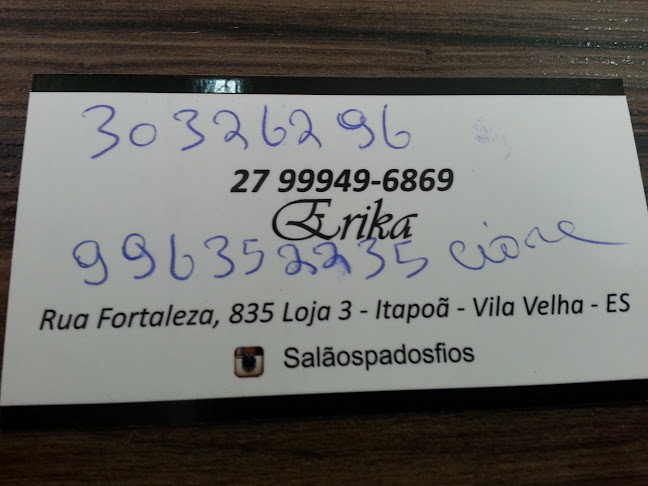 30326296
27 99949-6869
Erika
996352235
Rua Fortaleza, 835 Loja 3 - Itapoã - Vila Velha - ES
Salãospadosfios